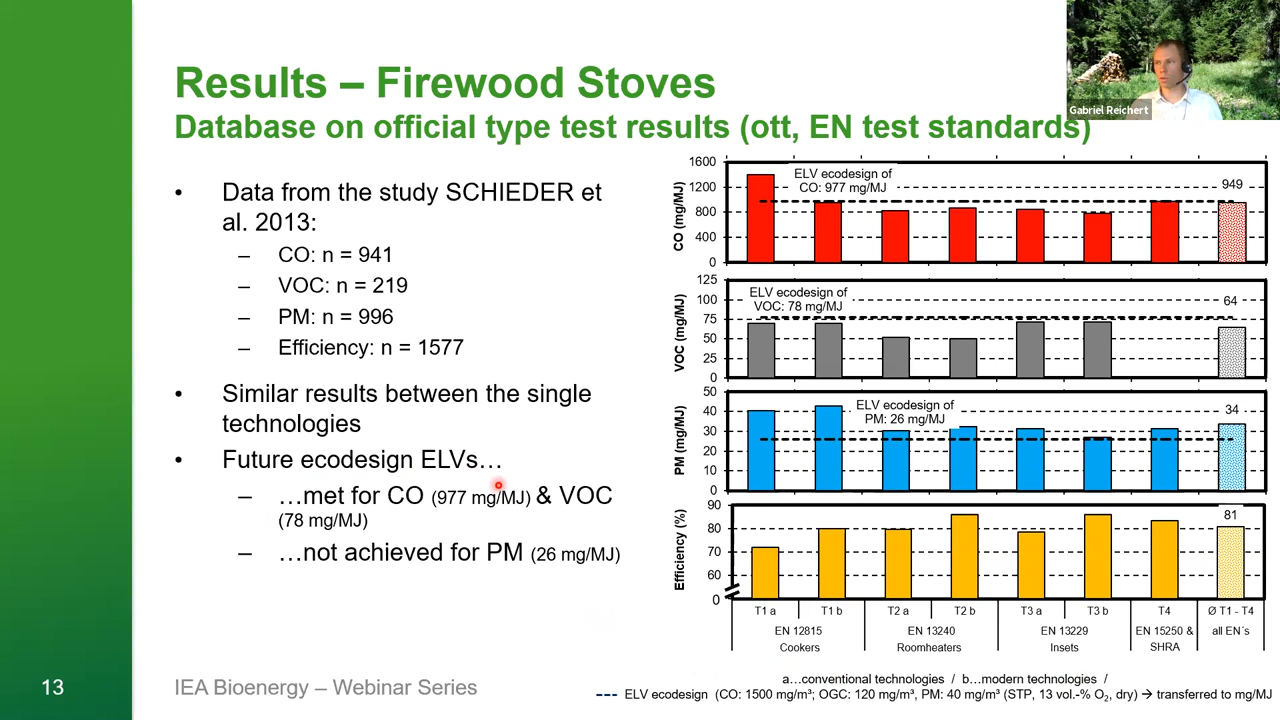 Results – Firewood Stoves
Database on official type test results (ott, EN test standards)
Gabriel Reichert
• Data from the study SCHIEDER et
al. 2013:
– CO: n = 941
– VOC: n = 219
– PM: n = 996
– Efficiency: n = 1577
• Similar results between the single
technologies
• Future ecodesign ELVs…
– …met for CO (977 mg/MJ) & VOC
(78 mg/MJ)
– …not achieved for PM (26 mg/MJ)
CO (mg/MJ)
1600
1200
800
400
0
ELV ecodesign of
CO: 977 mg/MJ
949
VOC (mg/MJ)
125
100
75
50
25
0
ELV ecodesign of
VOC: 78 mg/MJ
64
PM (mg/MJ)
50
40
30
20
10
0
ELV ecodesign of
PM: 26 mg/MJ
34
Efficiency (%)
90
80
70
60
0
81
T1 a T1 b T2 a T2 b T3 a T3 b T4 Ø T1 - T4
EN 12815 EN 13240 EN 13229 EN 15250 & all EN´s
Cookers Roomheaters Insets SHRA
a…conventional technologies / b…modern technologies /
--- ELV ecodesign (CO: 1500 mg/m³; OGC: 120 mg/m³, PM: 40 mg/m³ (STP, 13 vol.-% O₂, dry) → transferred to mg/MJ
13
IEA Bioenergy – Webinar Series